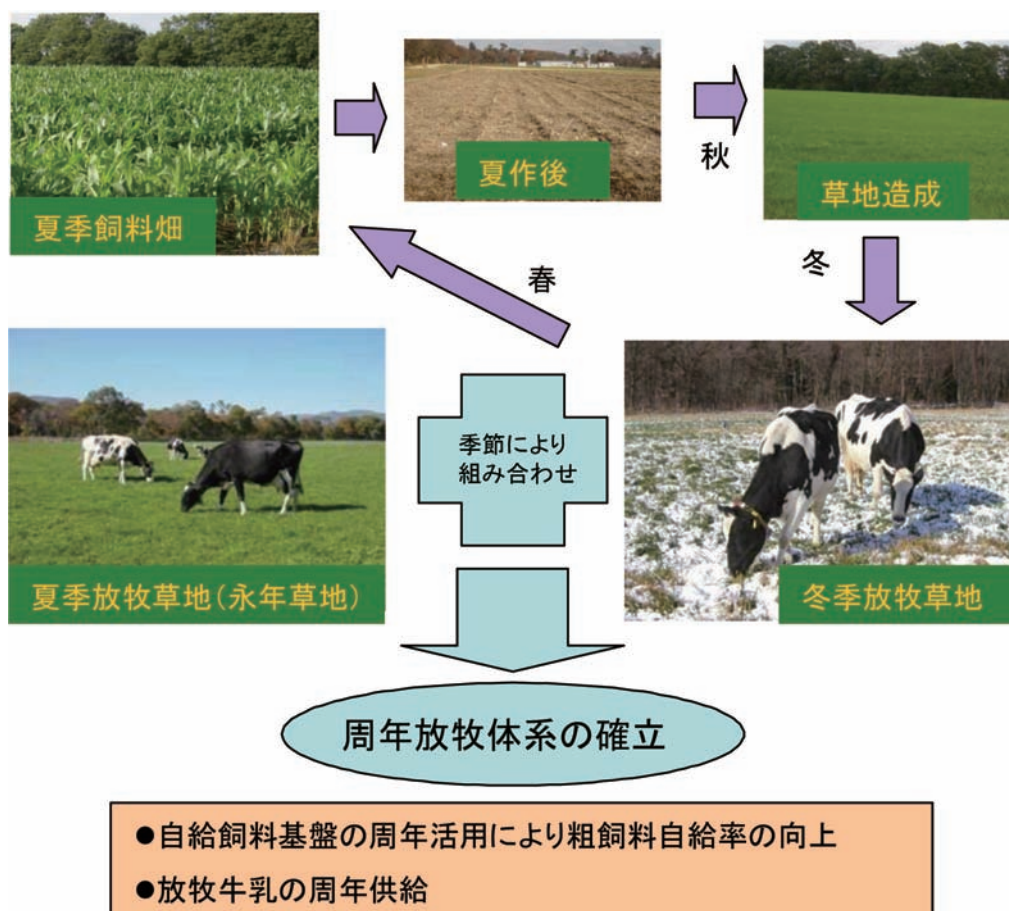 夏季飼料畑
夏作後
秋
草地造成
冬
春
季節により
組み合わせ
夏季放牧草地(永年草地)
冬季放牧草地
周年放牧体系の確立
●自給飼料基盤の周年活用により粗飼料自給率の向上
●放牧牛乳の周年供給